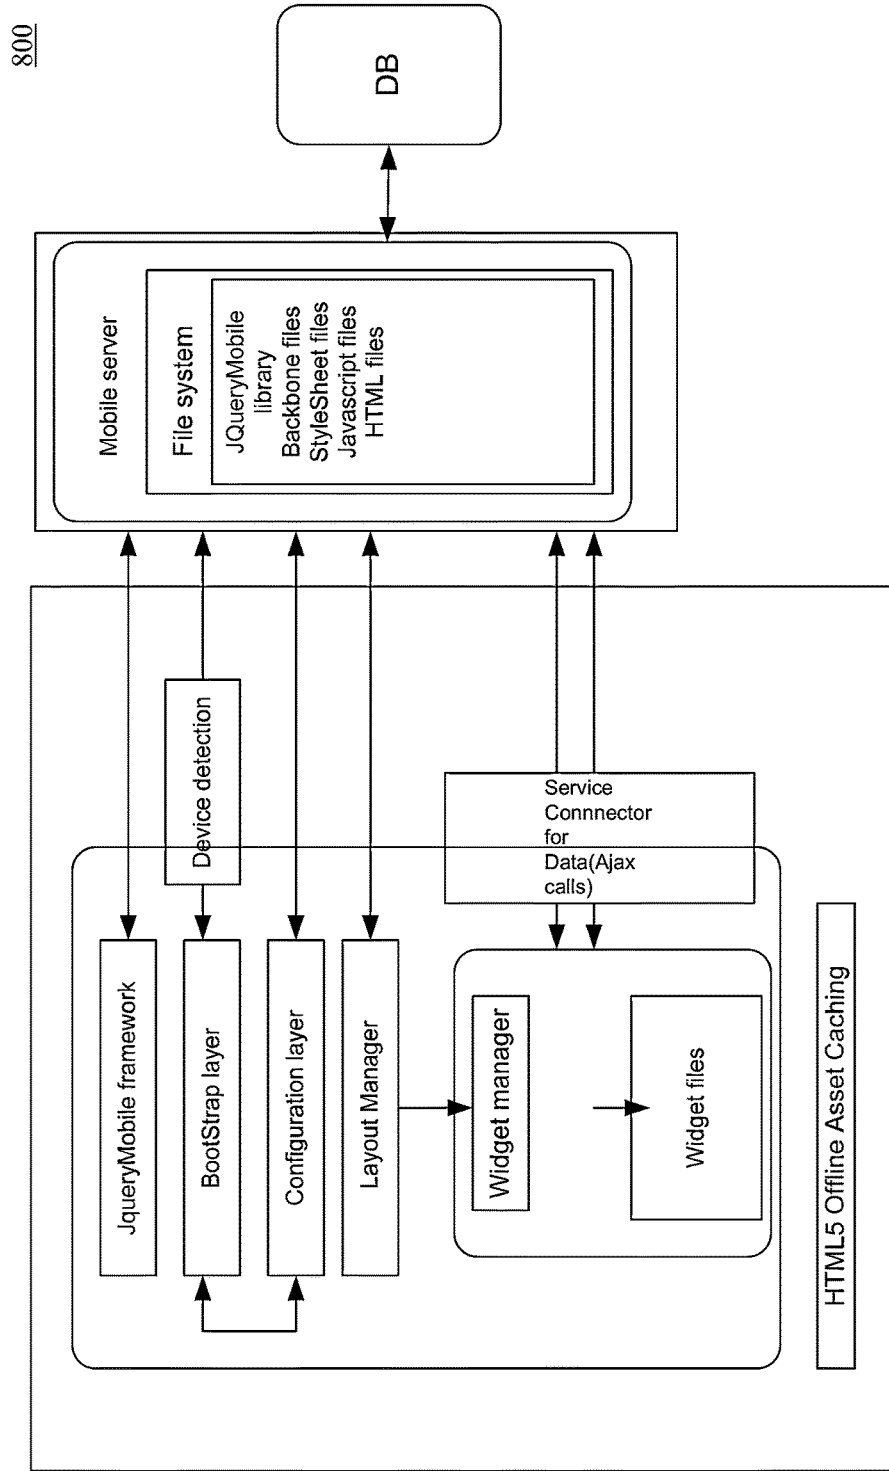 800
JqueryMobile framework
BootStrap layer
Configuration layer
Layout Manager
Widget manager
Widget files
HTML5 Offline Asset Caching
Device detection
Service
Connnector
for
Data(Ajax
calls)
Mobile server
File system
JQueryMobile
library
Backbone files
StyleSheet files
Javascript files
HTML files
DB